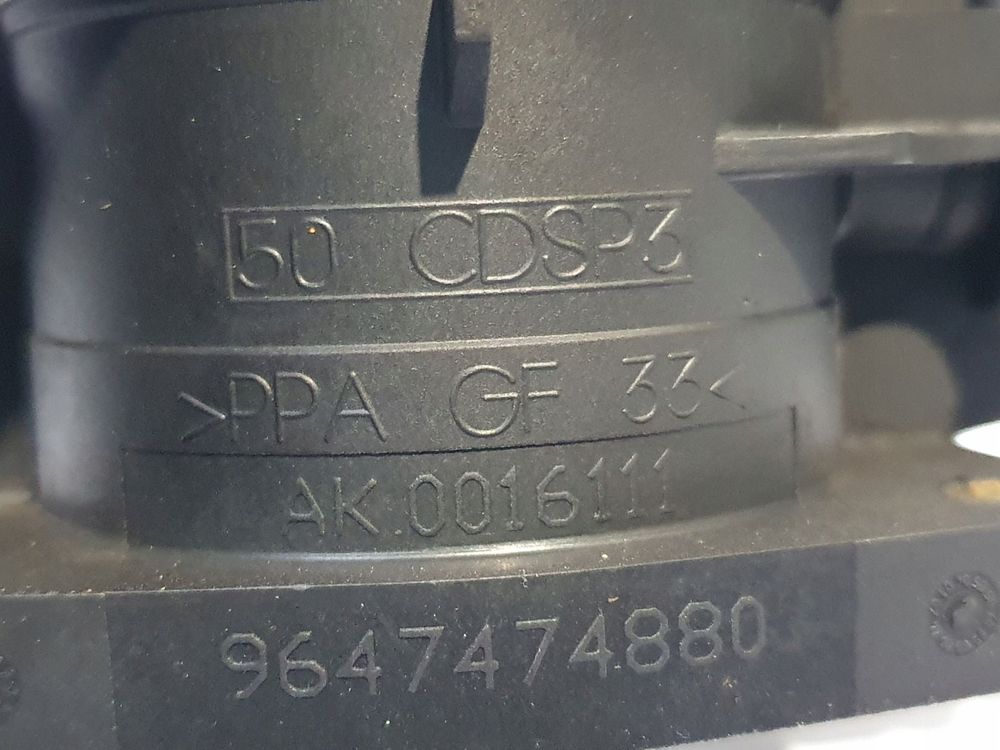 50 CDSP3
>PPA GF 33<
AK.0016111
9647474880